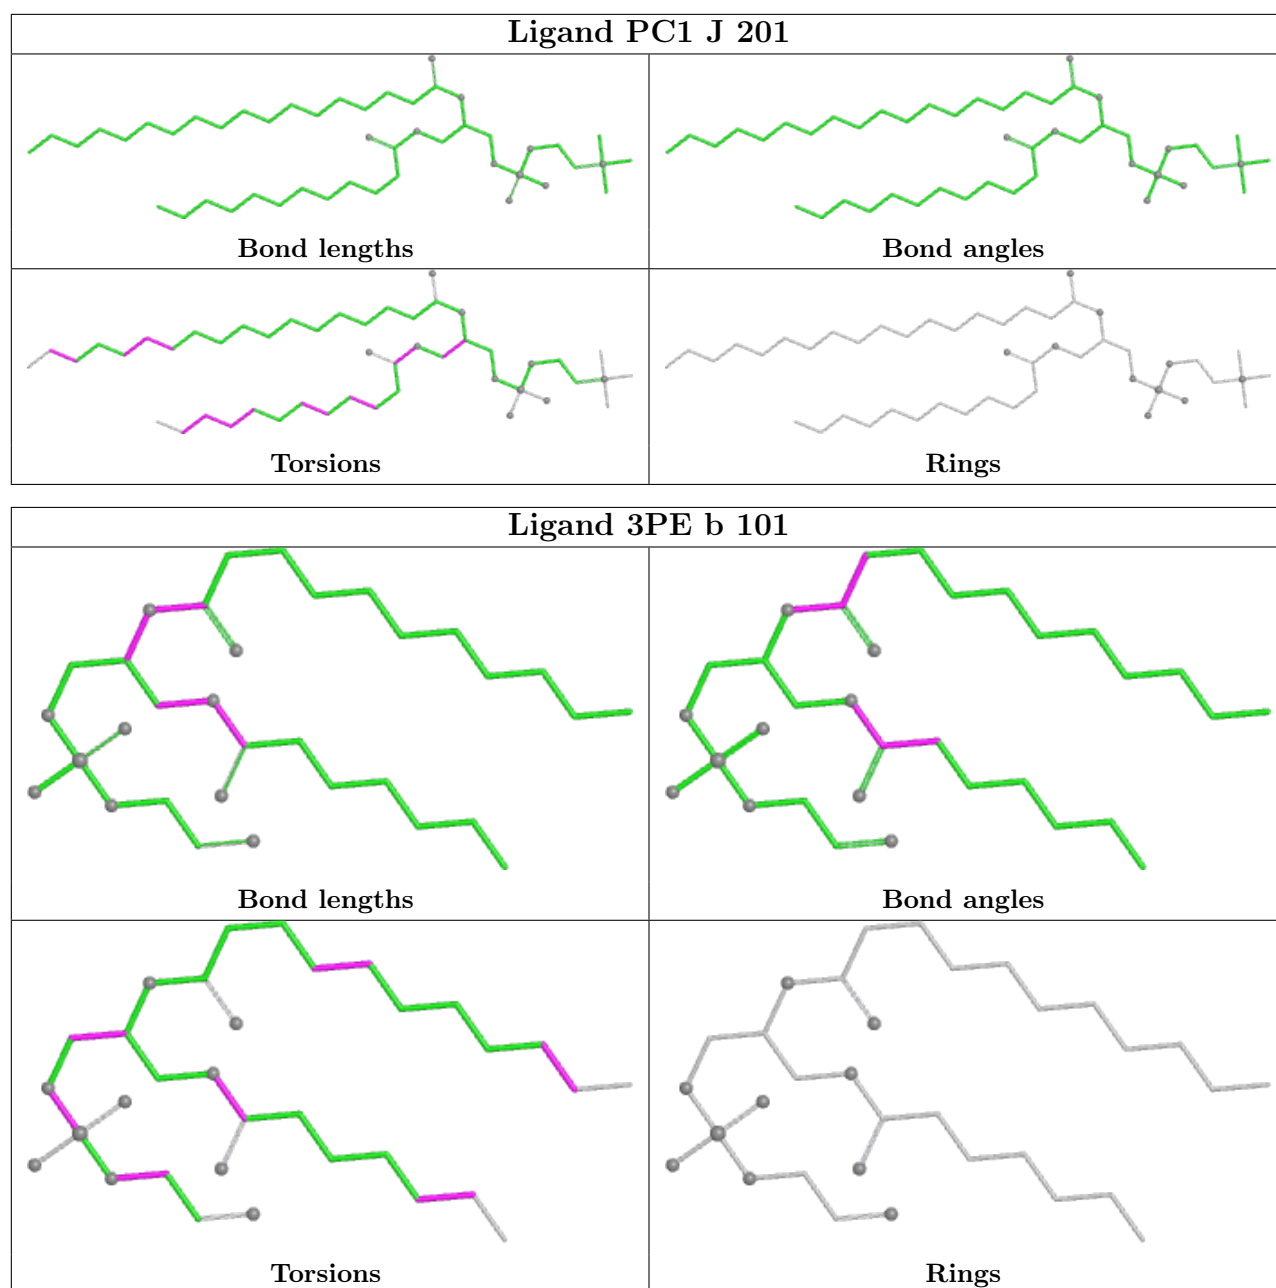 Ligand PC1 J 201
Bond lengths
Bond angles
Torsions
Rings
Ligand 3PE b 101
Bond lengths
Bond angles
Torsions
Rings